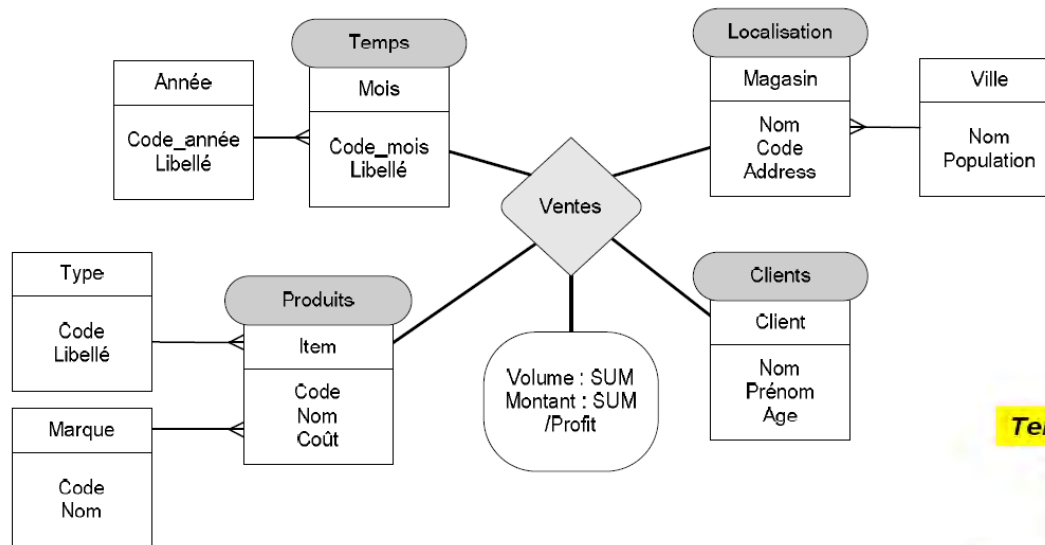 Temps
Mois
Code_mois
Libellé
Année
Code_année
Libellé
Localisation
Magasin
Nom
Code
Address
Ville
Nom
Population
Ventes
Type
Code
Libellé
Produits
Item
Code
Nom
Coût
Marque
Code
Nom
Volume : SUM
Montant : SUM
/Profit
Clients
Client
Nom
Prénom
Age